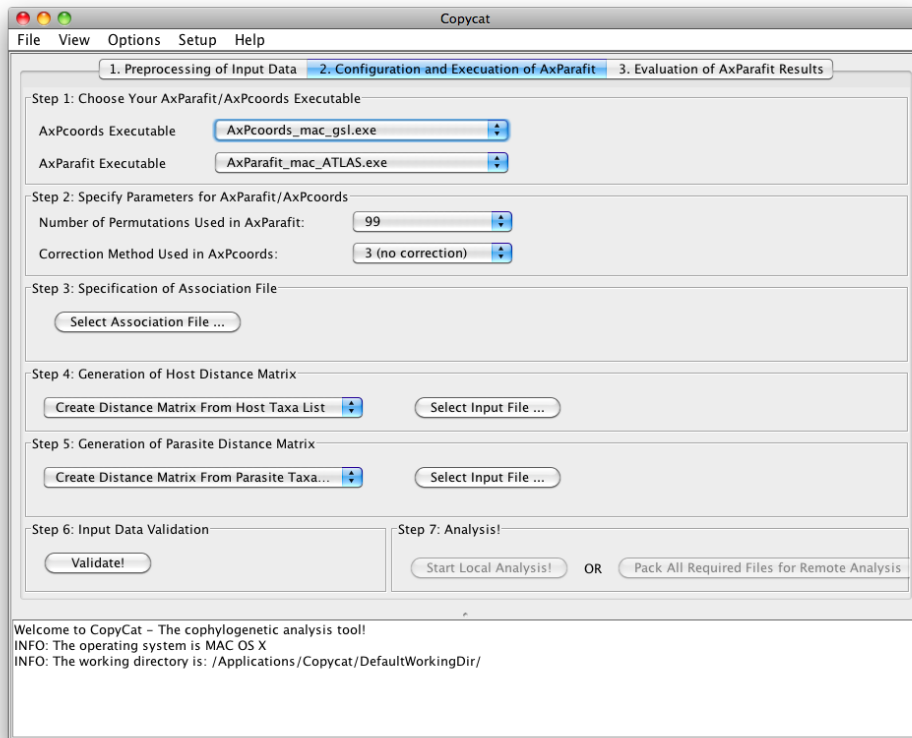 Copycat
File View Options Setup Help
1. Preprocessing of Input Data 2. Configuration and Execuation of AxParafit 3. Evaluation of AxParafit Results
Step 1: Choose Your AxParafit/AxPcoords Executable
AxPcoords Executable AxPcoords_mac_gsl.exe
AxParafit Executable AxParafit_mac_ATLAS.exe
Step 2: Specify Parameters for AxParafit/AxPcoords
Number of Permutations Used in AxParafit: 99
Correction Method Used in AxPcoords: 3 (no correction)
Step 3: Specification of Association File
Select Association File ...
Step 4: Generation of Host Distance Matrix
Create Distance Matrix From Host Taxa List Select Input File ...
Step 5: Generation of Parasite Distance Matrix
Create Distance Matrix From Parasite Taxa... Select Input File ...
Step 6: Input Data Validation Step 7: Analysis!
Validate! Start Local Analysis! OR Pack All Required Files for Remote Analysis
Welcome to CopyCat - The cophylogenetic analysis tool!
INFO: The operating system is MAC OS X
INFO: The working directory is: /Applications/Copycat/DefaultWorkingDir/